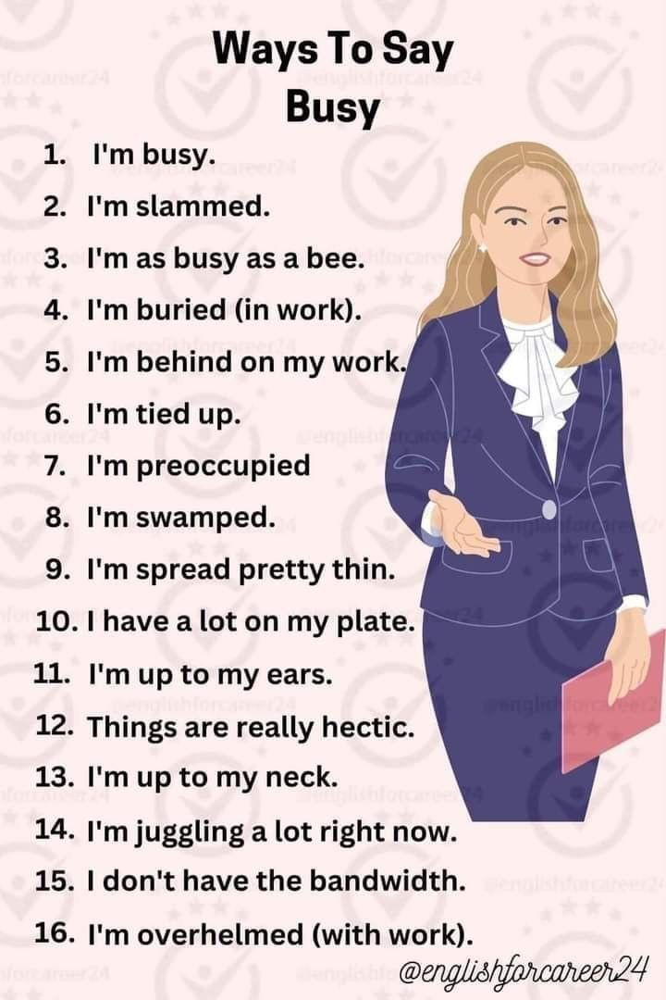 Ways To Say
Busy
1. I'm busy.
2. I'm slammed.
3. I'm as busy as a bee.
4. I'm buried (in work).
5. I'm behind on my work.
6. I'm tied up.
7. I'm preoccupied
8. I'm swamped.
9. I'm spread pretty thin.
10. I have a lot on my plate.
11. I'm up to my ears.
12. Things are really hectic.
13. I'm up to my neck.
14. I'm juggling a lot right now.
15. I don't have the bandwidth.
16. I'm overhelmed (with work).
@englishforcareer24